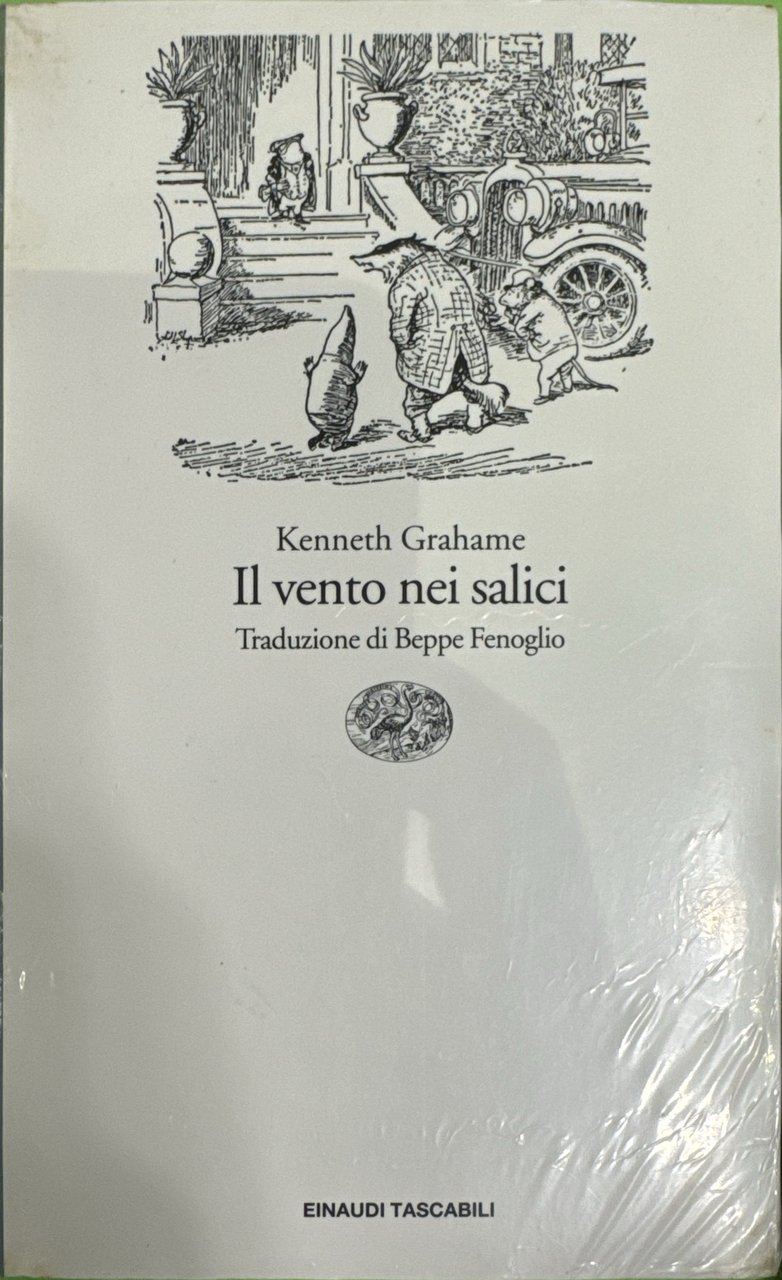 Kenneth Grahame
Il vento nei salici
Traduzione di Beppe Fenoglio
EINAUDI TASCABILI